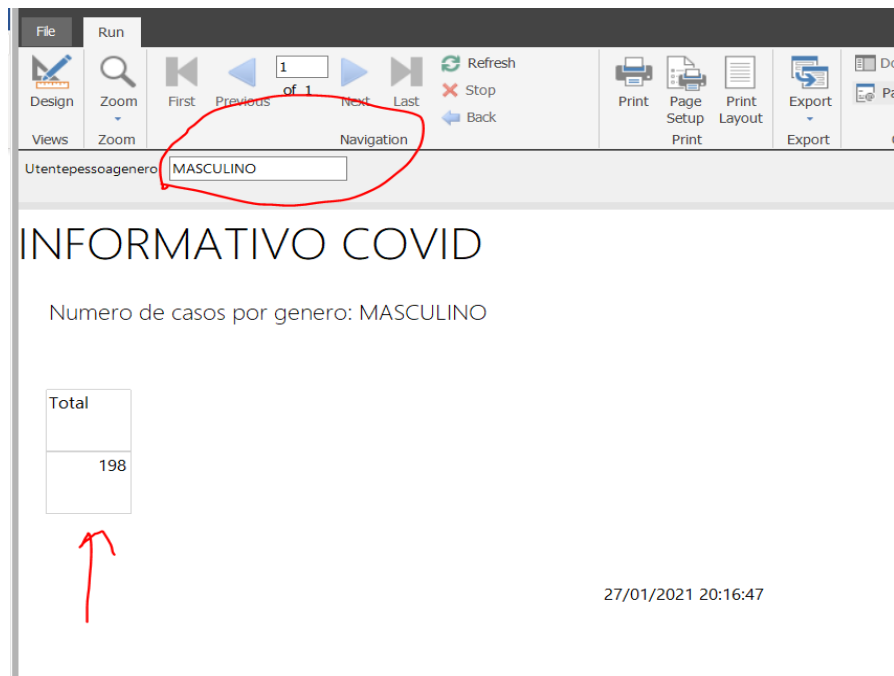 File Run
1
of 1
Design Zoom First Previous Next Last
Refresh
Stop
Back
Print Page Setup Print Layout Export
Views Zoom Navigation Print Export
Utentepessoagenero MASCULINO
INFORMATIVO COVID
Numero de casos por genero: MASCULINO
Total
198
27/01/2021 20:16:47